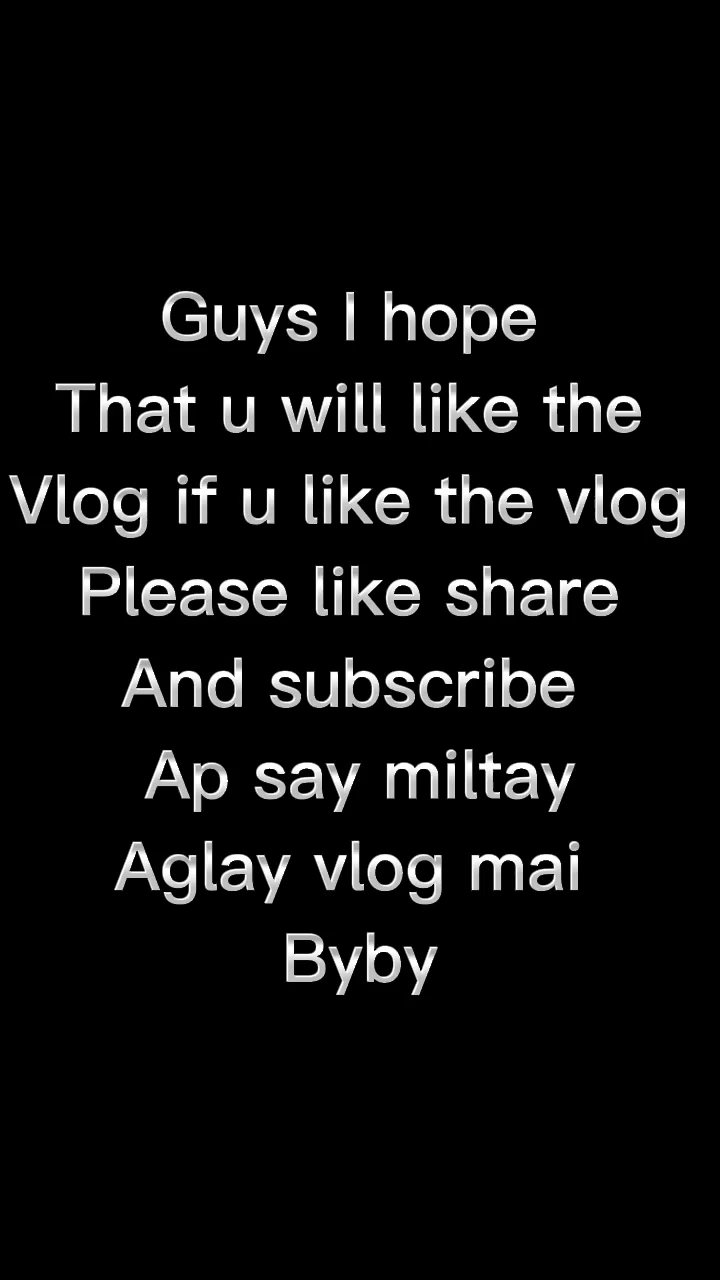 Guys I hope
That u will like the
Vlog if u like the vlog
Please like share
And subscribe
Ap say miltay
Aglay vlog mai
Byby